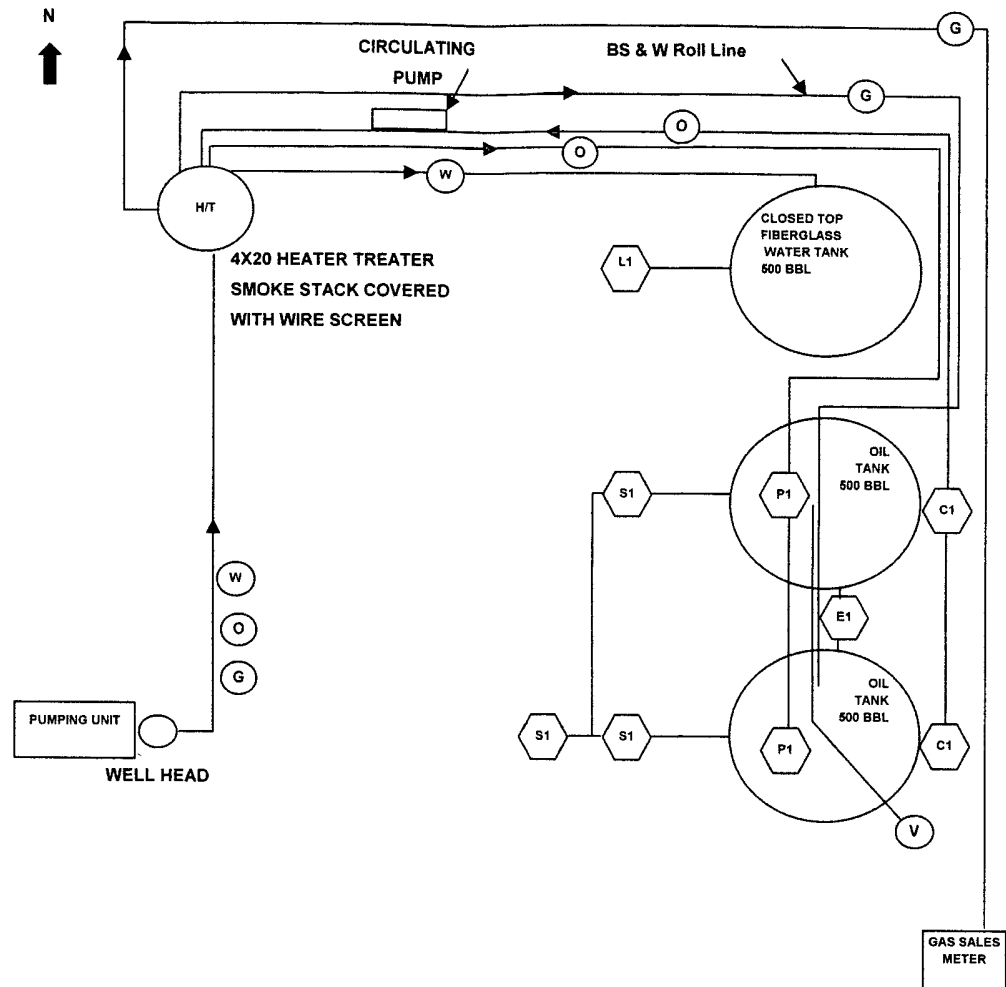 N
G
CIRCULATING
PUMP
BS & W Roll Line
G
O
O
W
H/T
CLOSED TOP
FIBERGLASS
WATER TANK
500 BBL
L1
4X20 HEATER TREATER
SMOKE STACK COVERED
WITH WIRE SCREEN
OIL
TANK
500 BBL
S1
P1
C1
W
O
G
E1
OIL
TANK
500 BBL
PUMPING UNIT
S1
S1
P1
C1
WELL HEAD
V
GAS SALES
METER